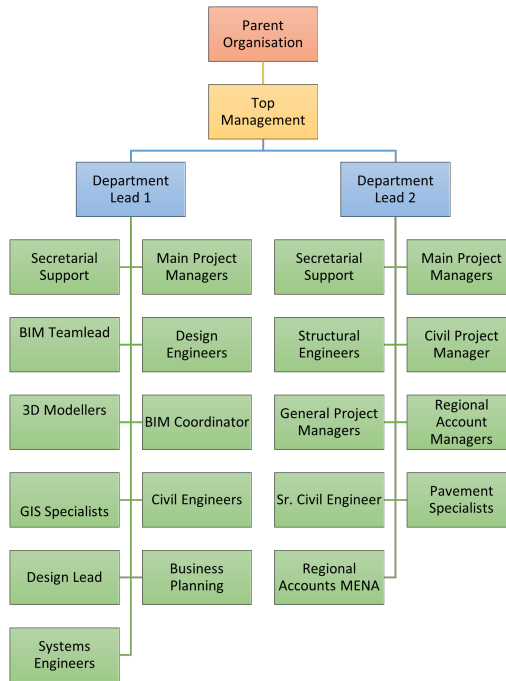 Parent
Organisation
Top
Management
Department
Lead 1
Department
Lead 2
Secretarial
Support
Main Project
Managers
Secretarial
Support
Main Project
Managers
BIM Teamlead
Design
Engineers
Structural
Engineers
Civil Project
Manager
3D Modellers
BIM Coordinator
General Project
Managers
Regional
Account
Managers
GIS Specialists
Civil Engineers
Sr. Civil Engineer
Pavement
Specialists
Design Lead
Business
Planning
Regional
Accounts MENA
Systems
Engineers